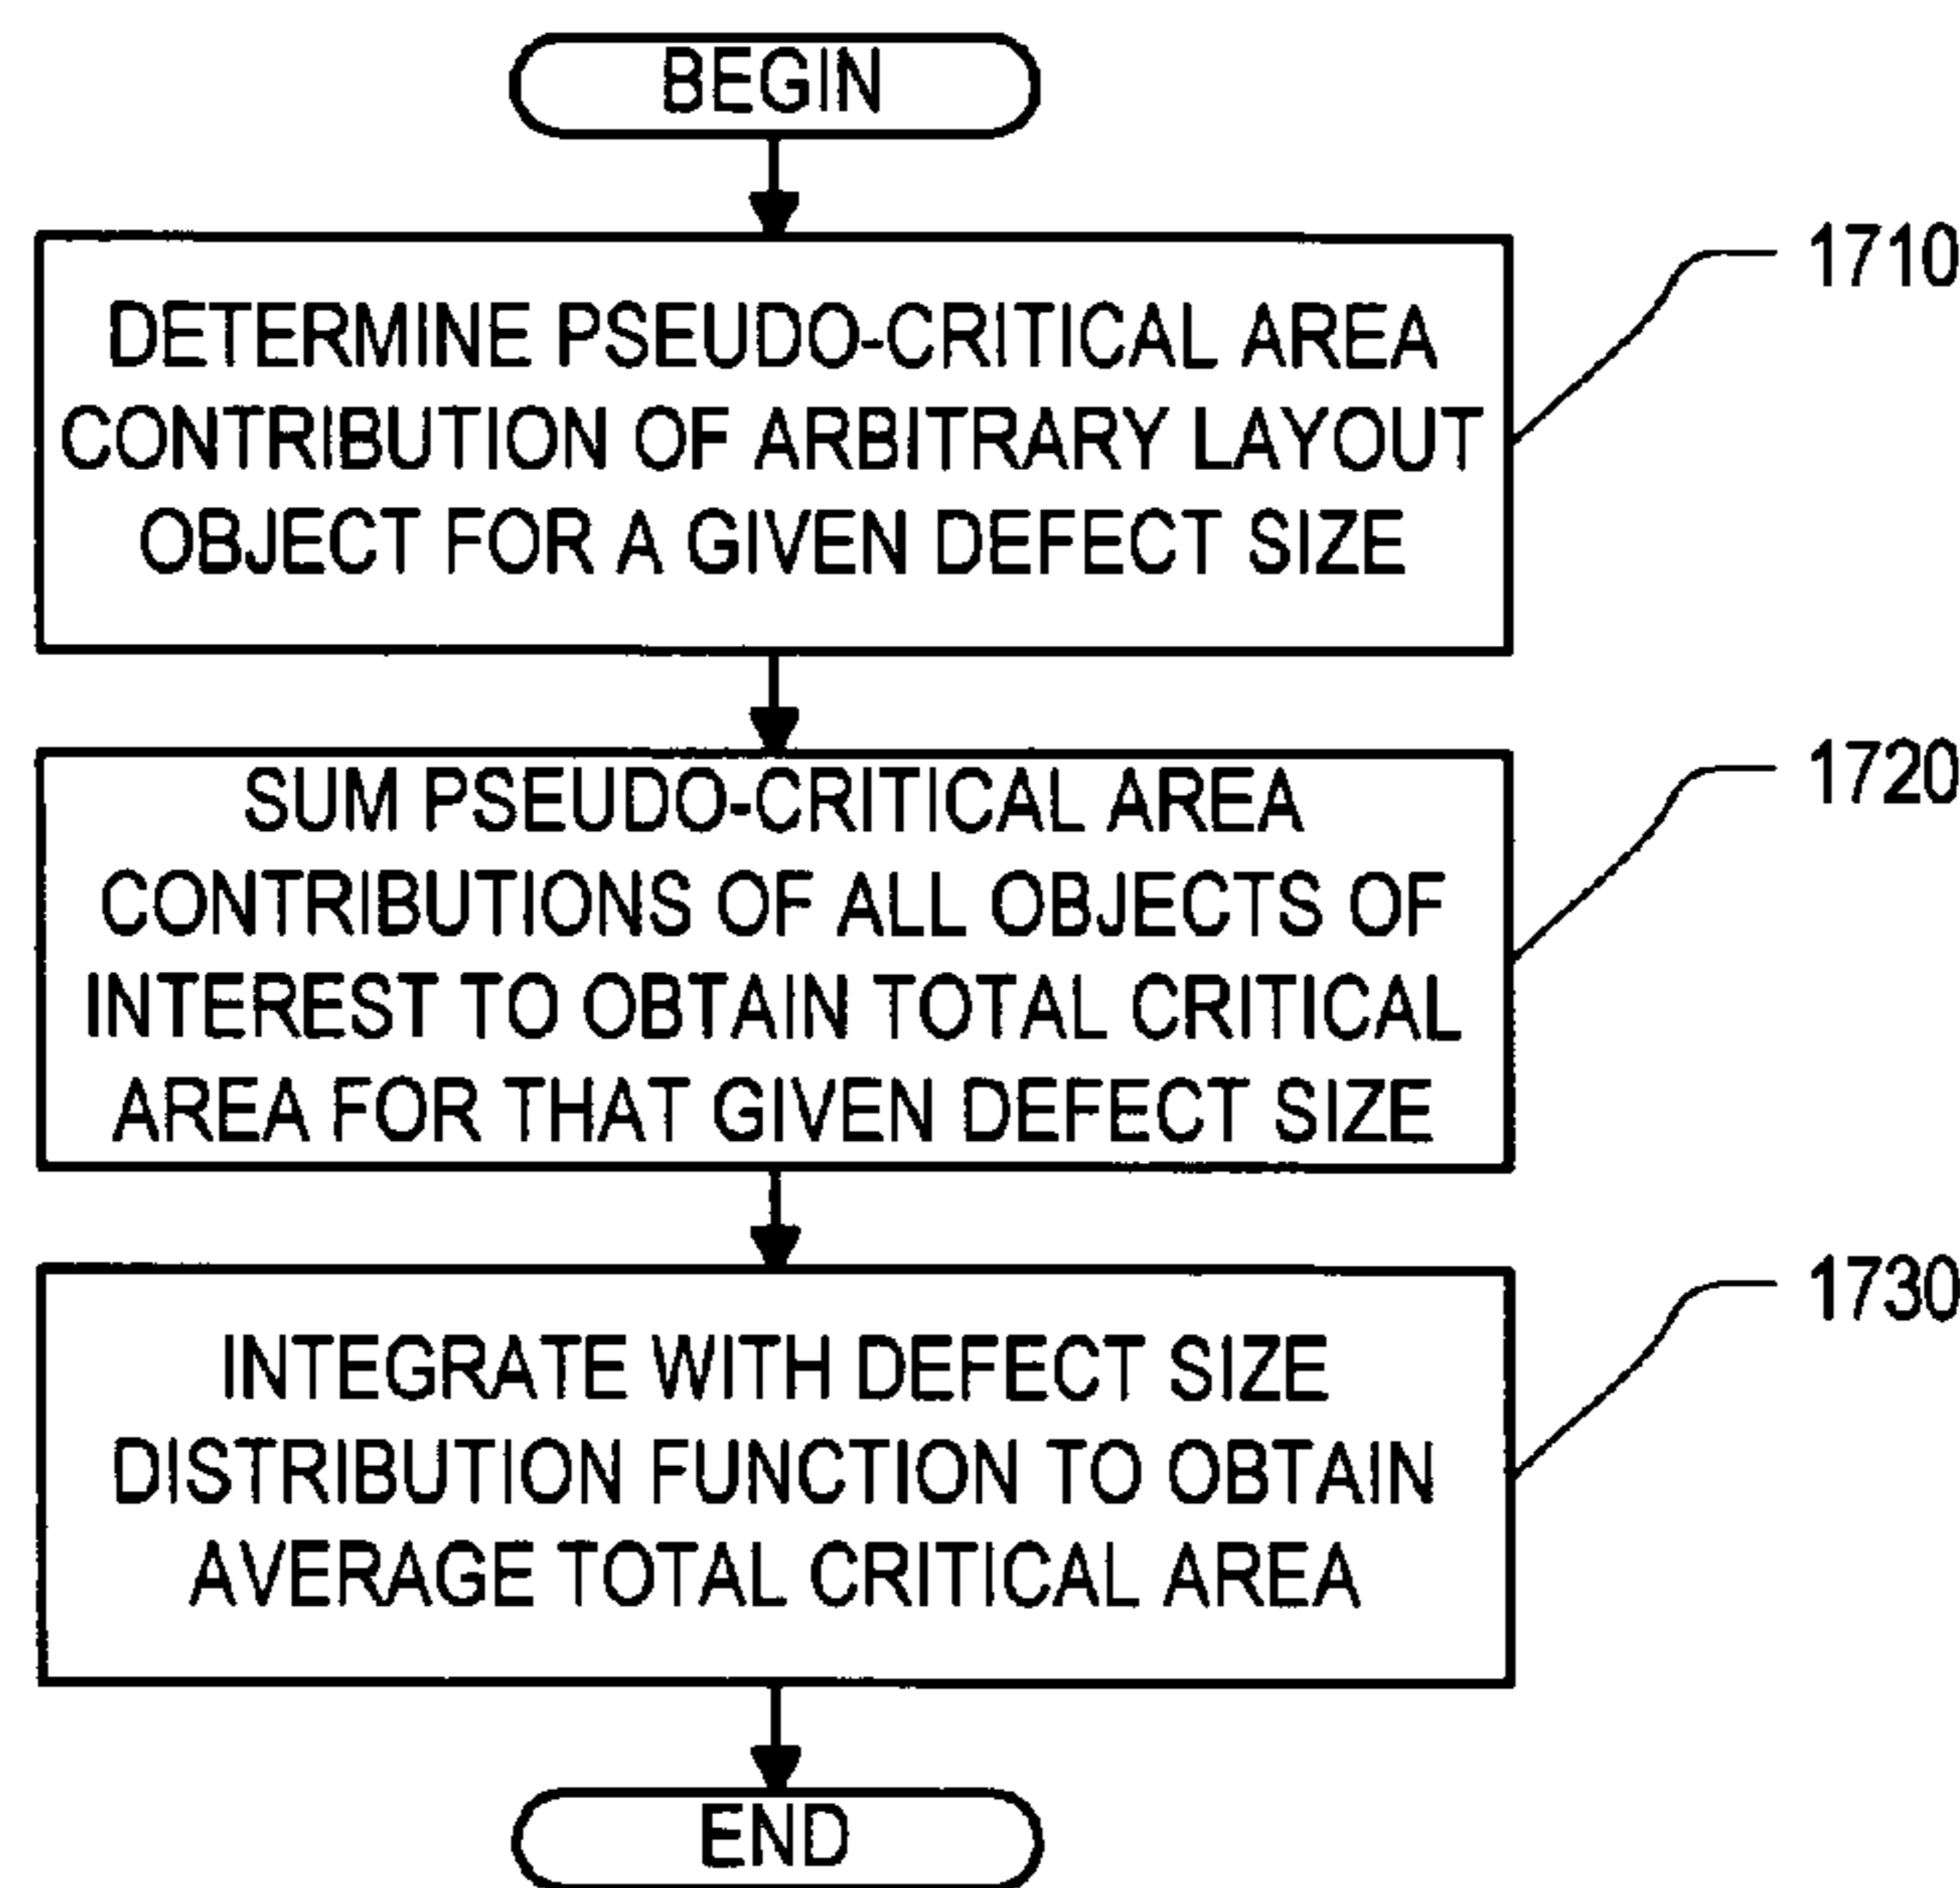 BEGIN
DETERMINE PSEUDO-CRITICAL AREA
CONTRIBUTION OF ARBITRARY LAYOUT
OBJECT FOR A GIVEN DEFECT SIZE
1710
SUM PSEUDO-CRITICAL AREA
CONTRIBUTIONS OF ALL OBJECTS OF
INTEREST TO OBTAIN TOTAL CRITICAL
AREA FOR THAT GIVEN DEFECT SIZE
1720
INTEGRATE WITH DEFECT SIZE
DISTRIBUTION FUNCTION TO OBTAIN
AVERAGE TOTAL CRITICAL AREA
1730
END